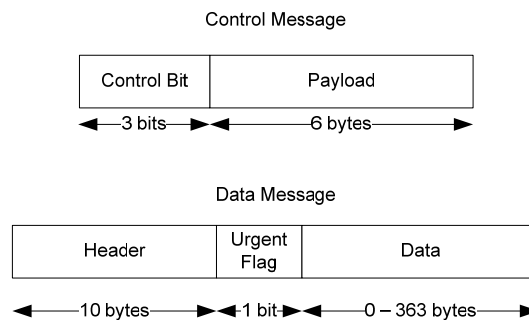 Control Message
Control Bit Payload
3 bits 6 bytes
Data Message
Header Urgent Flag Data
10 bytes 1 bit 0 – 363 bytes